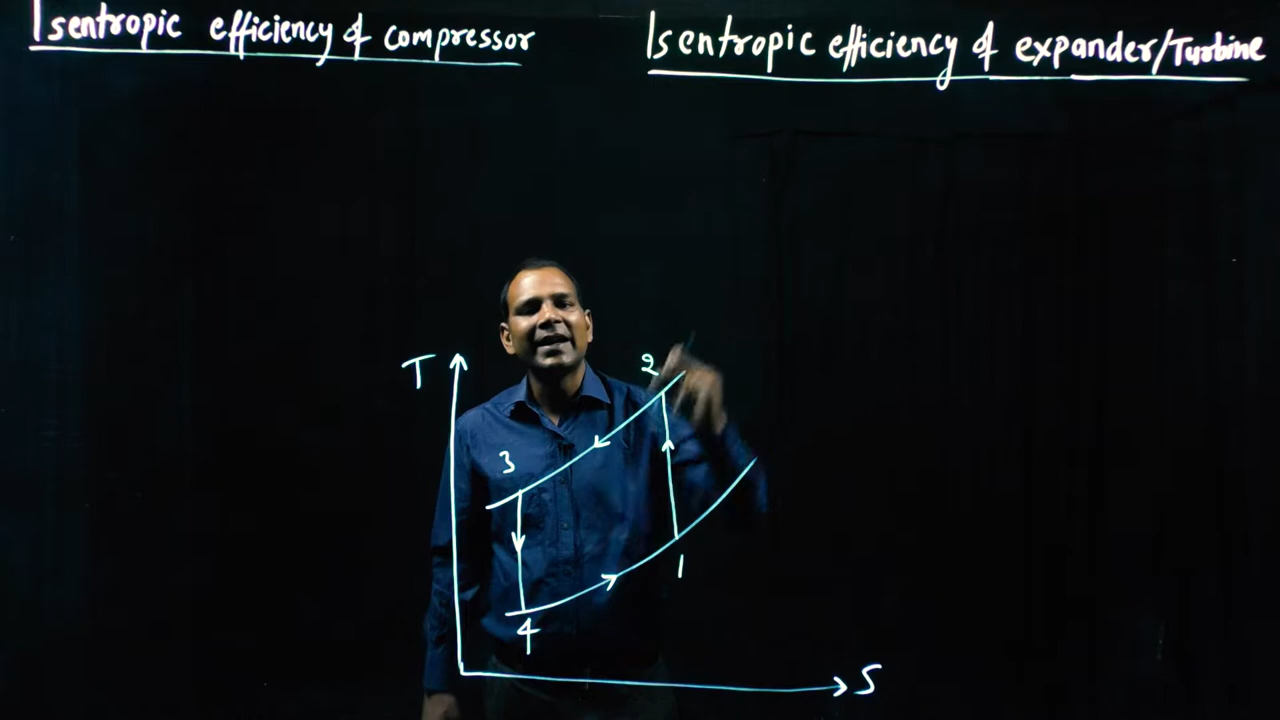 Isentropic efficiency of compressor
Isentropic efficiency of expander/Turbine
T
2
3
1
4
S